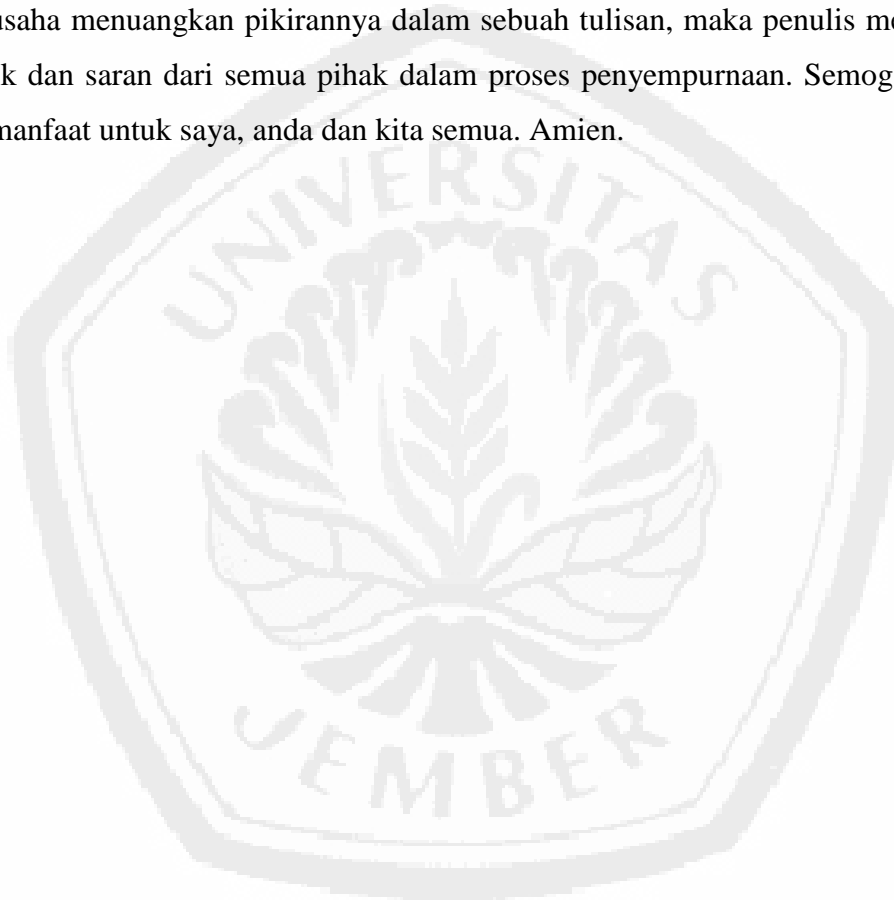 usaha menuangkan pikirannya dalam sebuah tulisan, maka penulis me
k dan saran dari semua pihak dalam proses penyempurnaan. Semog
manfaat untuk saya, anda dan kita semua. Amien.
UNIVERSITAS
JEMBER